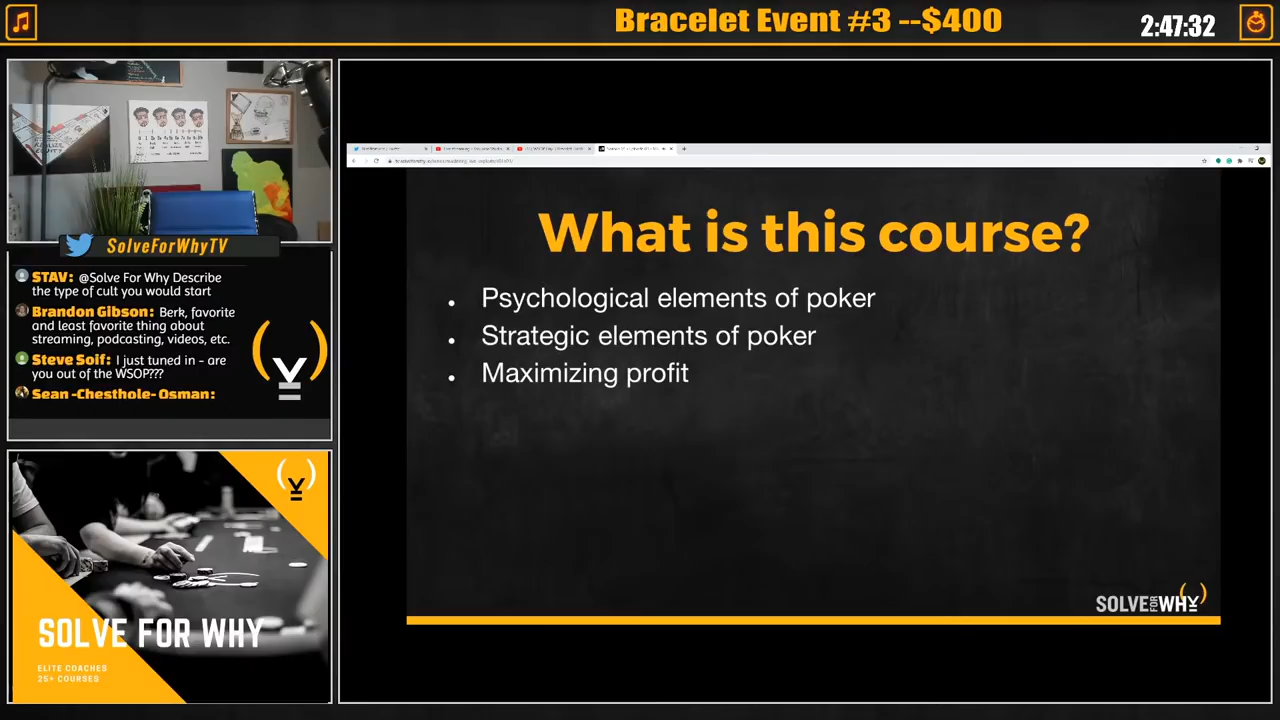 Bracelet Event #3 --$400
2:47:32
SolveForWhyTV
STAV: @Solve For Why Describe
the type of cult you would start
Brandon Gibson: Berk, favorite
and least favorite thing about
streaming, podcasting, videos, etc.
Steve Soif: I just tuned in - are
you out of the WSOP???
Sean -Chesthole- Osman:
SOLVE FOR WHY
ELITE COACHES
25+ COURSES
What is this course?
• Psychological elements of poker
• Strategic elements of poker
• Maximizing profit
SOLVE FOR WHY